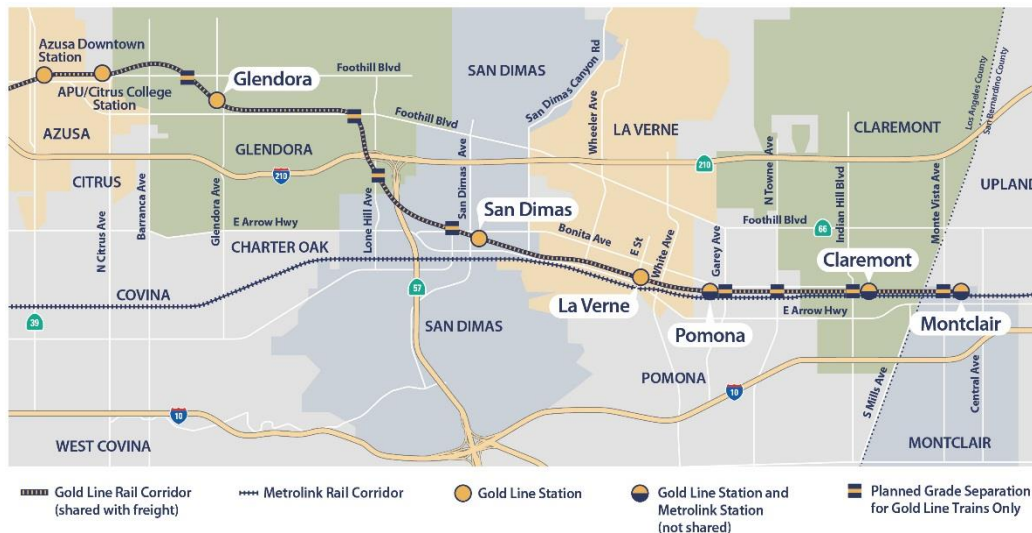 Azusa Downtown
Station
APU/Citrus College
Station
Glendora
Foothill Blvd
SAN DIMAS
San Dimas Canyon Rd
Wheeler Ave
LA VERNE
Los Angeles County
San Bernardino County
CLAREMONT
AZUSA
GLENDORA
Foothill Blvd
210
210
CITRUS
N Citrus Ave
Barranca Ave
Glendora Ave
E Arrow Hwy
CHARTER OAK
Lone Hill Ave
San Dimas Ave
San Dimas
Bonita Ave
E St
White Ave
Garey Ave
N Towne Ave
Foothill Blvd
66
Indian Hill Blvd
Monte Vista Ave
UPLAND
Claremont
COVINA
39
57
SAN DIMAS
La Verne
Pomona
E Arrow Hwy
Montclair
POMONA
10
10
WEST COVINA
S Mills Ave
Central Ave
MONTCLAIR
Gold Line Rail Corridor
(shared with freight)
Metrolink Rail Corridor
Gold Line Station
Gold Line Station and
Metrolink Station
(not shared)
Planned Grade Separation
for Gold Line Trains Only